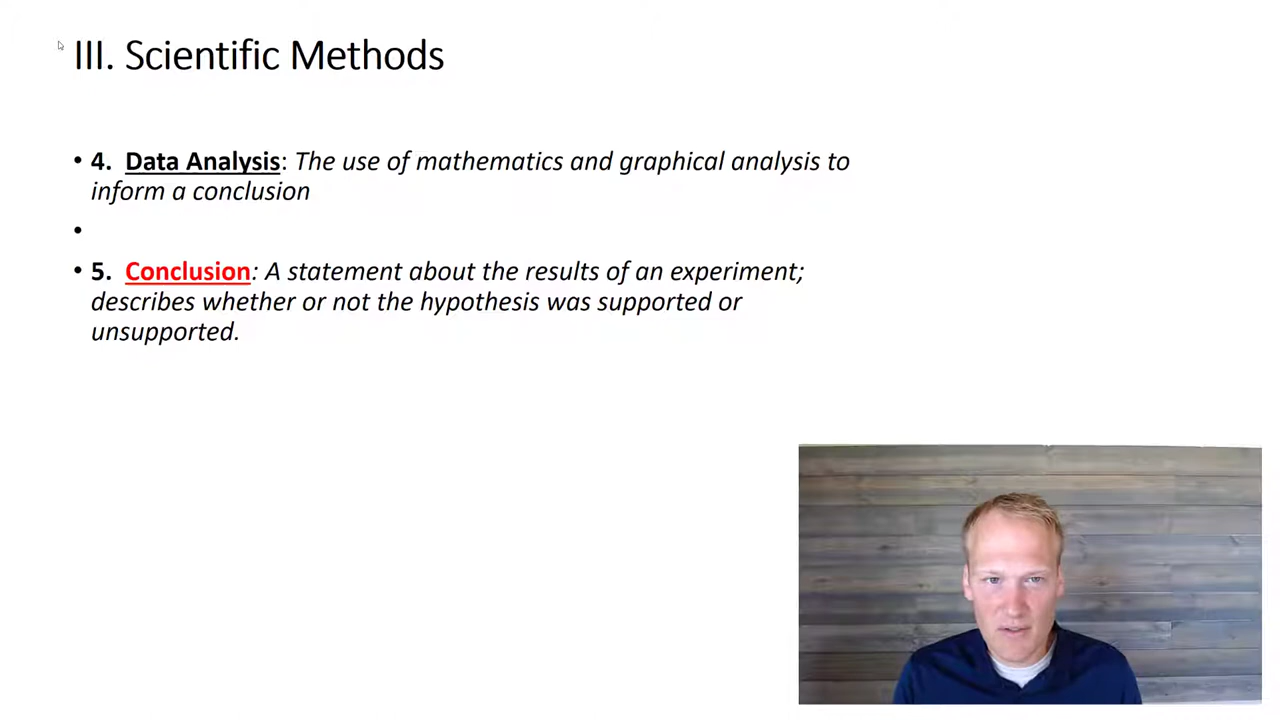 III. Scientific Methods
• 4. Data Analysis: The use of mathematics and graphical analysis to
inform a conclusion
•
• 5. Conclusion: A statement about the results of an experiment;
describes whether or not the hypothesis was supported or
unsupported.